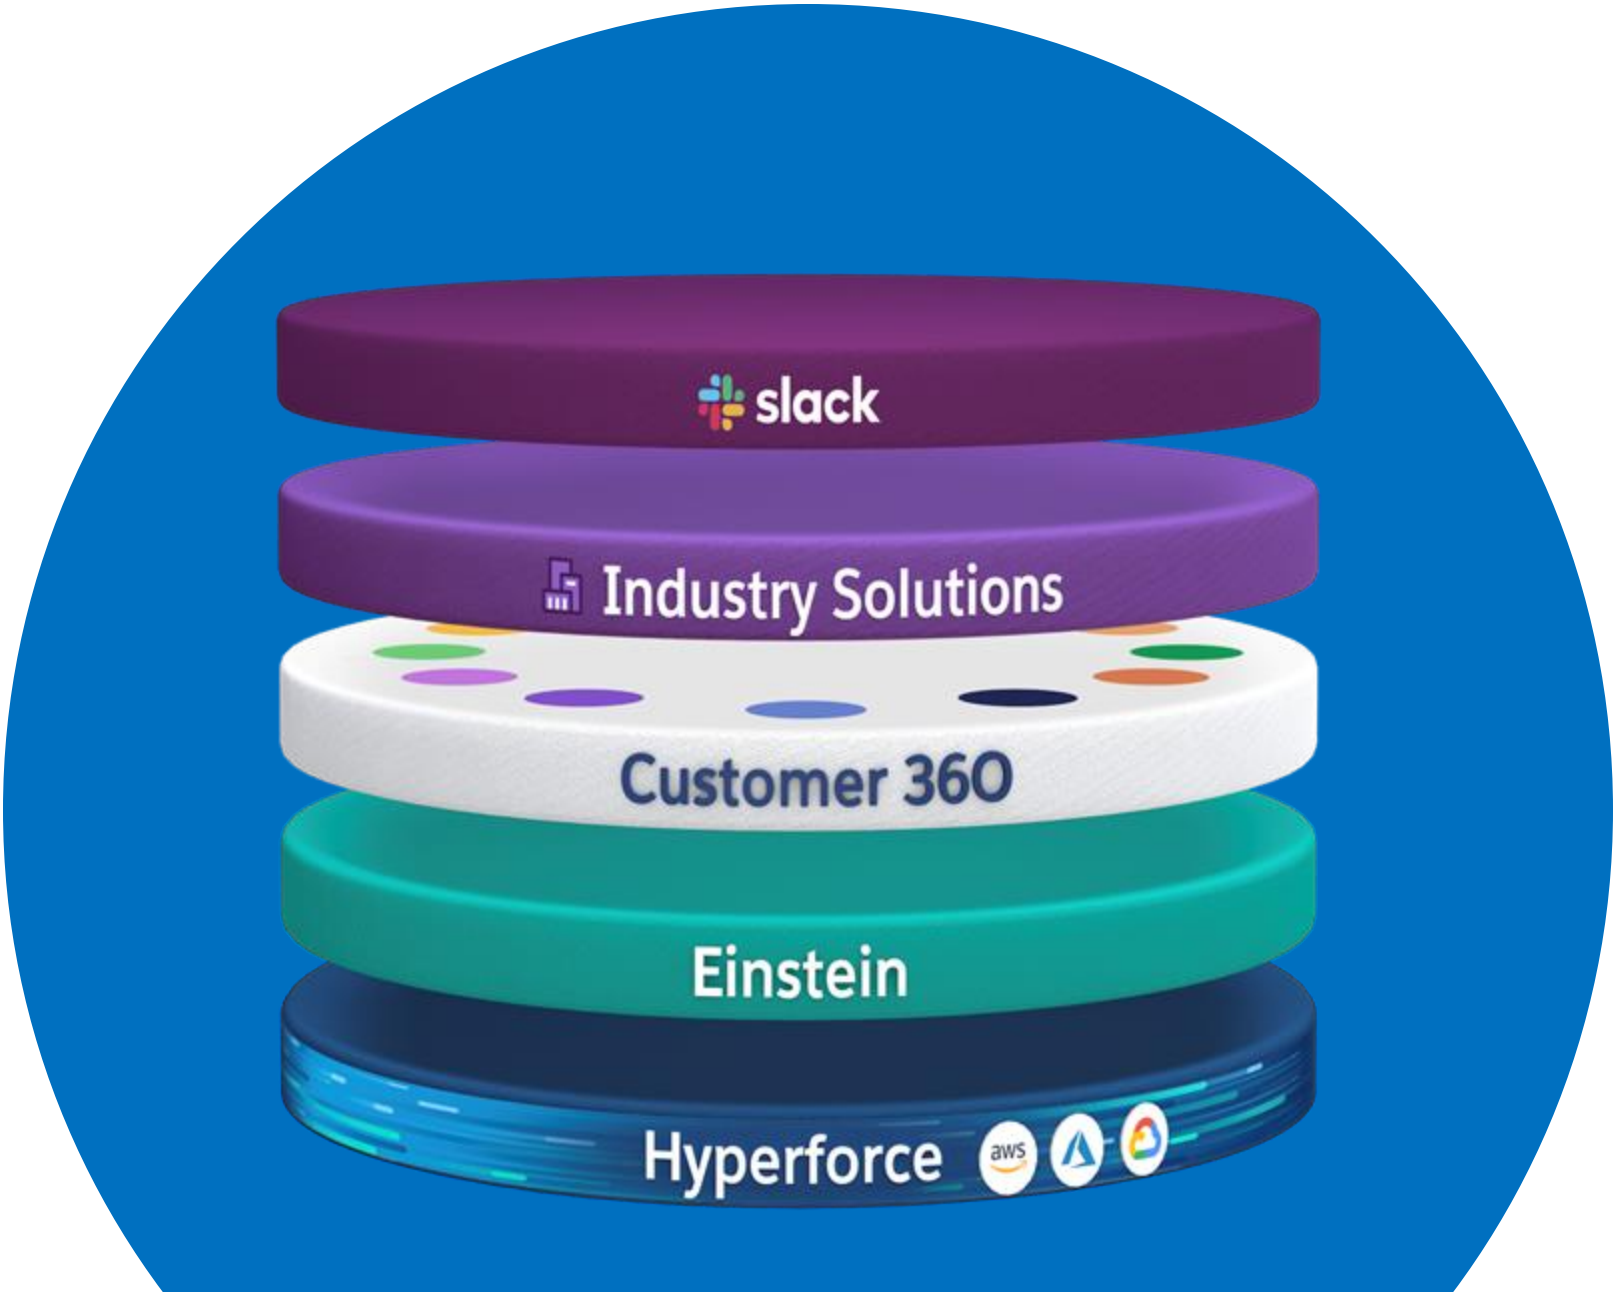 slack
Industry Solutions
Customer 360
Einstein
Hyperforce aws